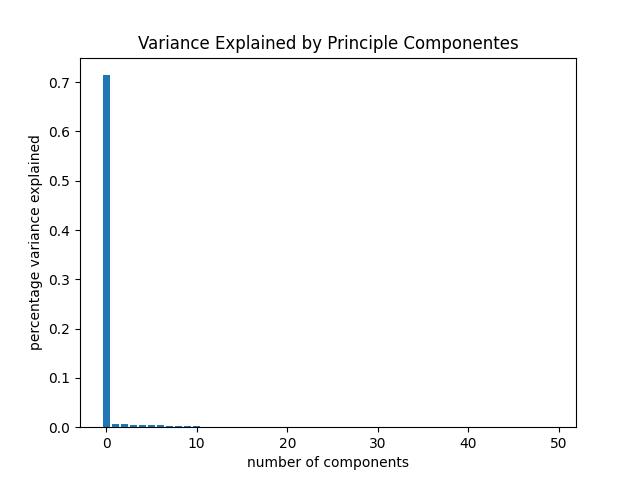 Variance Explained by Principle Componentes
0.7
0.6
0.5
0.4
0.3
0.2
0.1
0.0
percentage variance explained
0 10 20 30 40 50
number of components